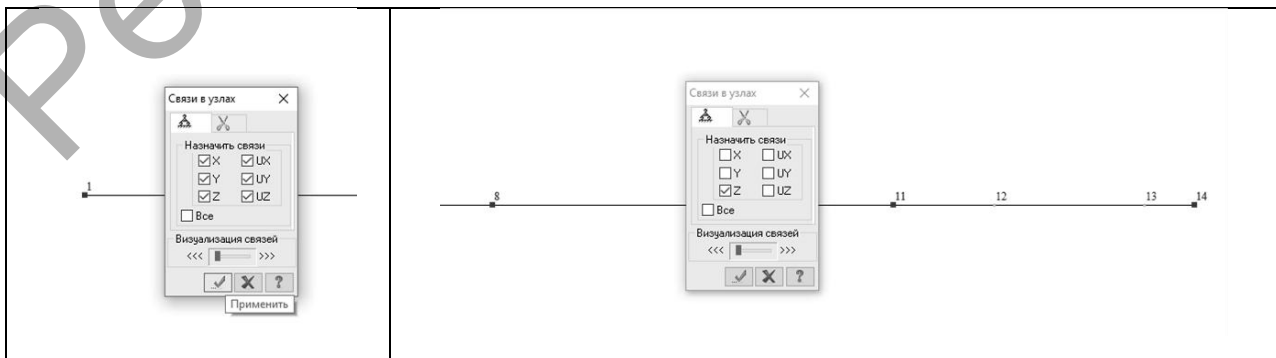 Ре
Связи в узлах
Назначить связи
X UX
Y UY
Z UZ
Все
Визуализация связей
<<< >>>
?
Применить
1
Связи в узлах
Назначить связи
X UX
Y UY
Z UZ
Все
Визуализация связей
<<< >>>
?
8 11 12 13 14